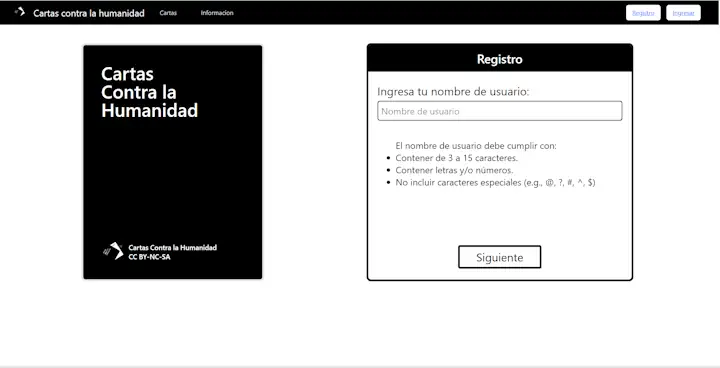 Cartas contra la humanidad Cartas Informacion Registro Ingresar
Cartas
Contra la
Humanidad
Cartas Contra la Humanidad
CC BY-NC-SA
Registro
Ingresa tu nombre de usuario:
Nombre de usuario
El nombre de usuario debe cumplir con:
Contener de 3 a 15 caracteres.
Contener letras y/o números.
No incluir caracteres especiales (e.g., @, ?, #, ^, $)
Siguiente